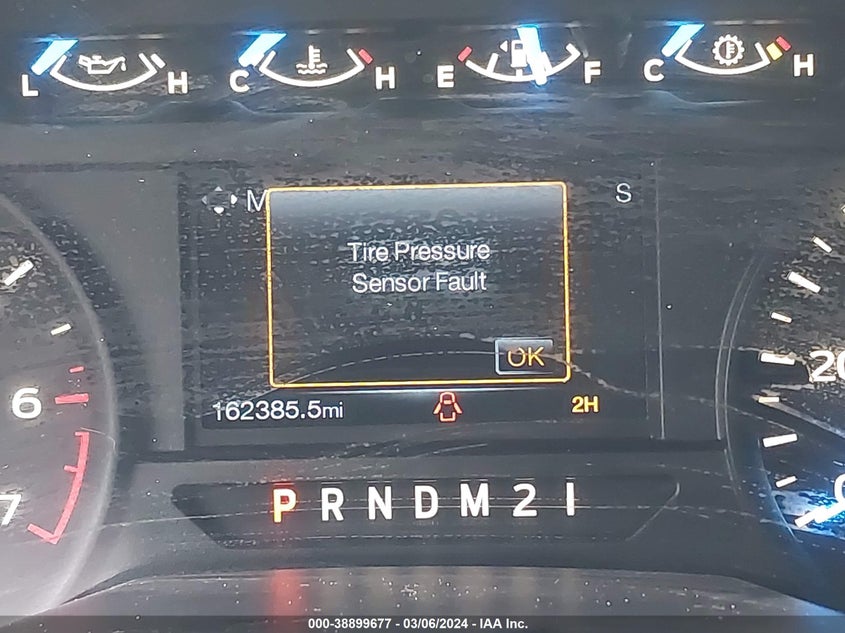 L H C H E F C H
M S
Tire Pressure
Sensor Fault
OK
162385.5mi 2H
6
7
20
0
P R N D M 2 1
000-38899677 - 03/06/2024 - IAA Inc.